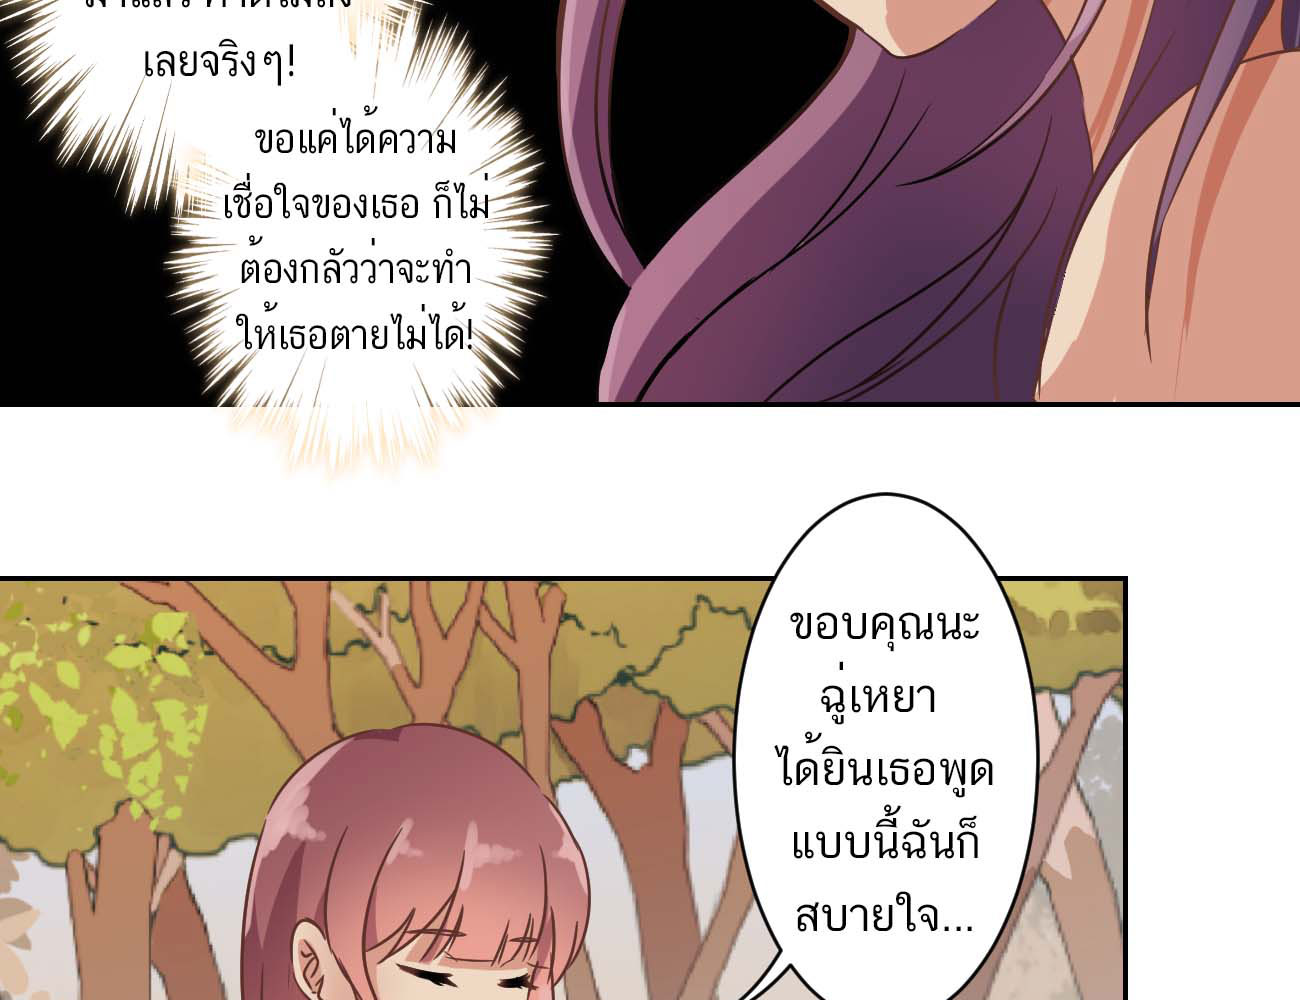 เลยจริงๆ!
ขอแค่ได้ความ
เชื่อใจของเธอ ก็ไม่
ต้องกลัวว่าจะทำ
ให้เธอตายไม่ได้!
ขอบคุณนะ
ฉู่เหยา
ได้ยินเธอพูด
แบบนี้ฉันก็
สบายใจ...